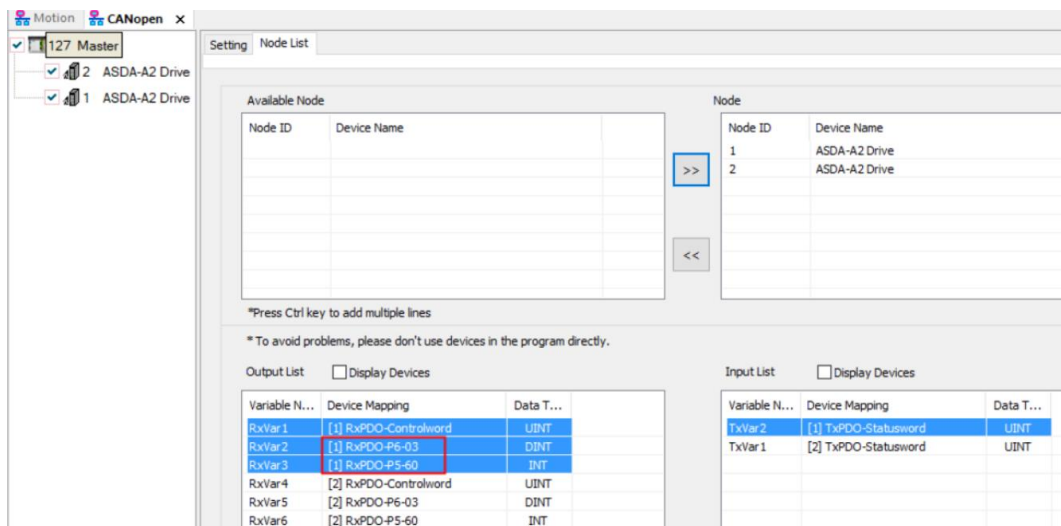 Motion CANopen x
127 Master
2 ASDA-A2 Drive
1 ASDA-A2 Drive
Setting Node List
Available Node
Node ID Device Name
>>
<<
Node
Node ID Device Name
1 ASDA-A2 Drive
2 ASDA-A2 Drive
*Press Ctrl key to add multiple lines
* To avoid problems, please don't use devices in the program directly.
Output List Display Devices
Variable N... Device Mapping Data T...
RxVar1 [1] RxPDO-Controlword UINT
RxVar2 [1] RxPDO-P6-03 DINT
RxVar3 [1] RxPDO-P5-60 INT
RxVar4 [2] RxPDO-Controlword UINT
RxVar5 [2] RxPDO-P6-03 DINT
RxVar6 [2] RxPDO-P5-60 INT
Input List Display Devices
Variable N... Device Mapping Data T...
TxVar2 [1] TxPDO-Statusword UINT
TxVar1 [2] TxPDO-Statusword UINT